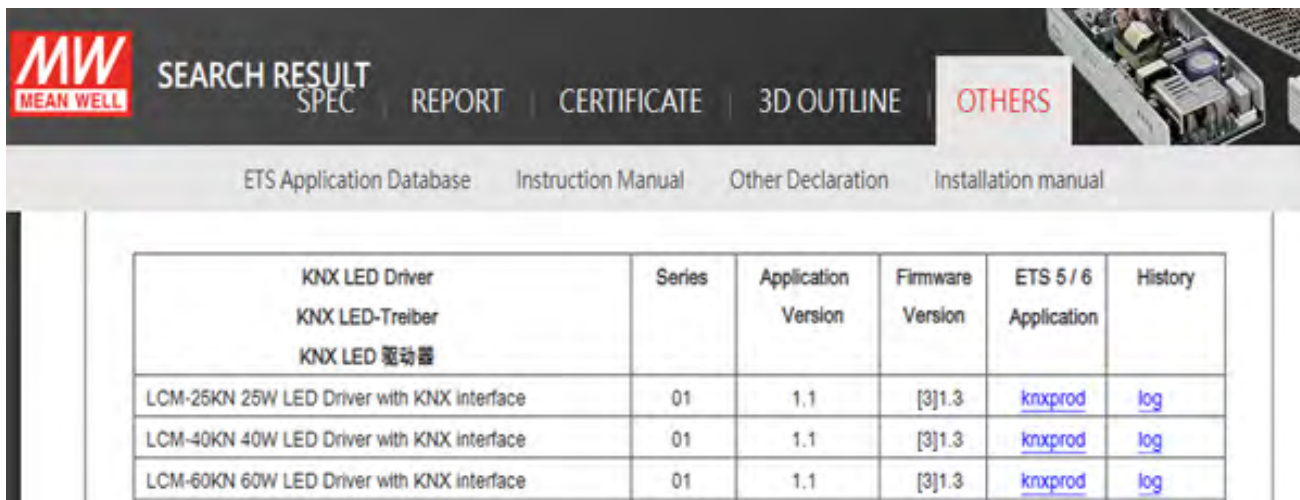 MW
MEAN WELL
SEARCH RESULT
SPEC REPORT CERTIFICATE 3D OUTLINE OTHERS
ETS Application Database Instruction Manual Other Declaration Installation manual
KNX LED Driver Series Application Firmware ETS 5 / 6 History
KNX LED-Treiber Version Version Application
KNX LED 驱动器
LCM-25KN 25W LED Driver with KNX interface 01 1.1 [3]1.3 knxprod log
LCM-40KN 40W LED Driver with KNX interface 01 1.1 [3]1.3 knxprod log
LCM-60KN 60W LED Driver with KNX interface 01 1.1 [3]1.3 knxprod log